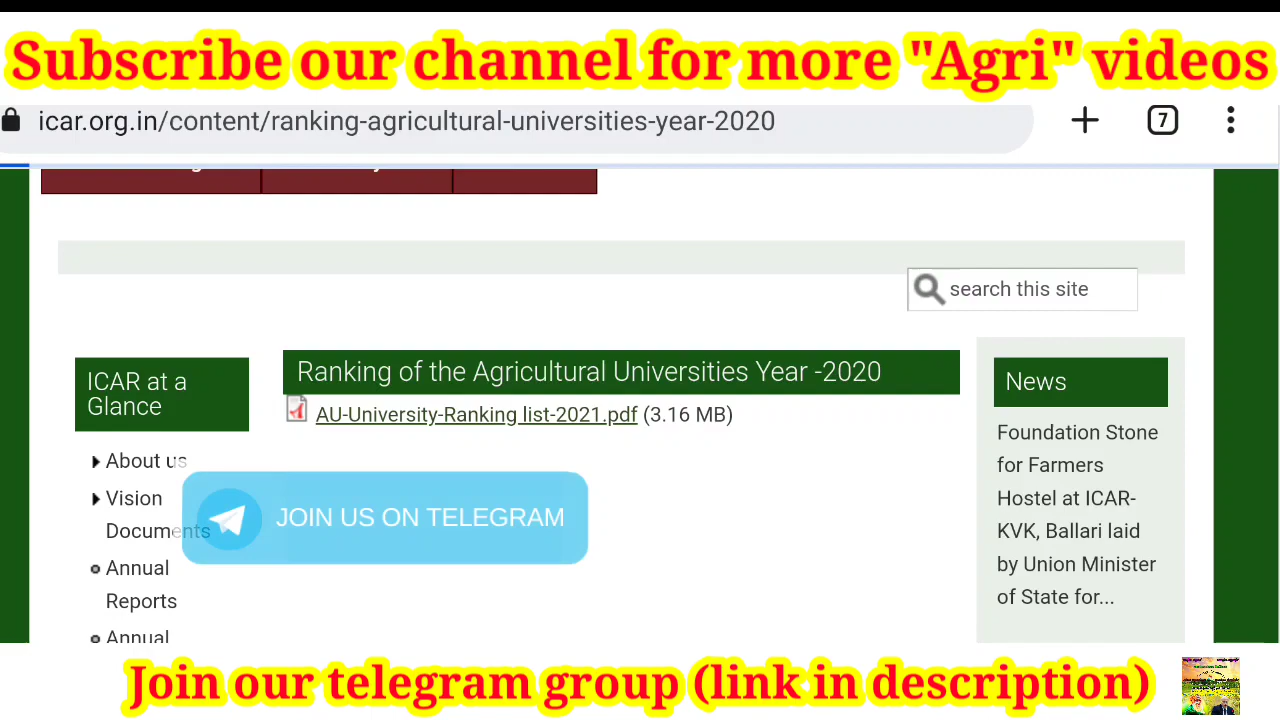 Subscribe our channel for more "Agri" videos
icar.org.in/content/ranking-agricultural-universities-year-2020
7
search this site
ICAR at a
Glance
About us
Vision
Documents
Annual
Reports
Annual
Ranking of the Agricultural Universities Year -2020
AU-University-Ranking list-2021.pdf (3.16 MB)
JOIN US ON TELEGRAM
News
Foundation Stone
for Farmers
Hostel at ICAR-
KVK, Ballari laid
by Union Minister
of State for...
Join our telegram group (link in description)